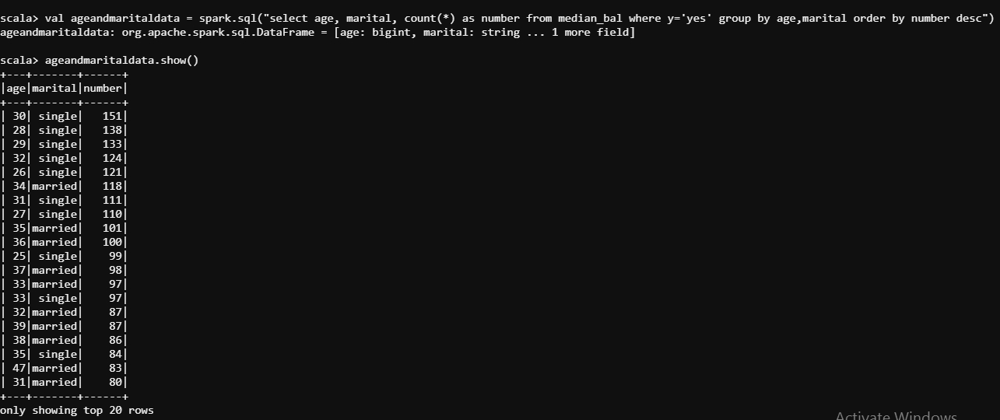 scala> val ageandmaritaldata = spark.sql("select age, marital, count(*) as number from median_bal where y='yes' group by age,marital order by number desc")
ageandmaritaldata: org.apache.spark.sql.DataFrame = [age: bigint, marital: string ... 1 more field]
scala> ageandmaritaldata.show()
+---+-------+------+
|age|marital|number|
+---+-------+------+
| 30| single|   151|
| 28| single|   138|
| 29| single|   133|
| 32| single|   124|
| 26| single|   121|
| 34|married|   118|
| 31| single|   111|
| 27| single|   110|
| 35|married|   101|
| 36|married|   100|
| 25| single|    99|
| 37|married|    98|
| 33|married|    97|
| 33| single|    97|
| 32|married|    87|
| 39|married|    87|
| 38|married|    86|
| 35| single|    84|
| 47|married|    83|
| 31|married|    80|
+---+-------+------+
only showing top 20 rows
Activate Windows